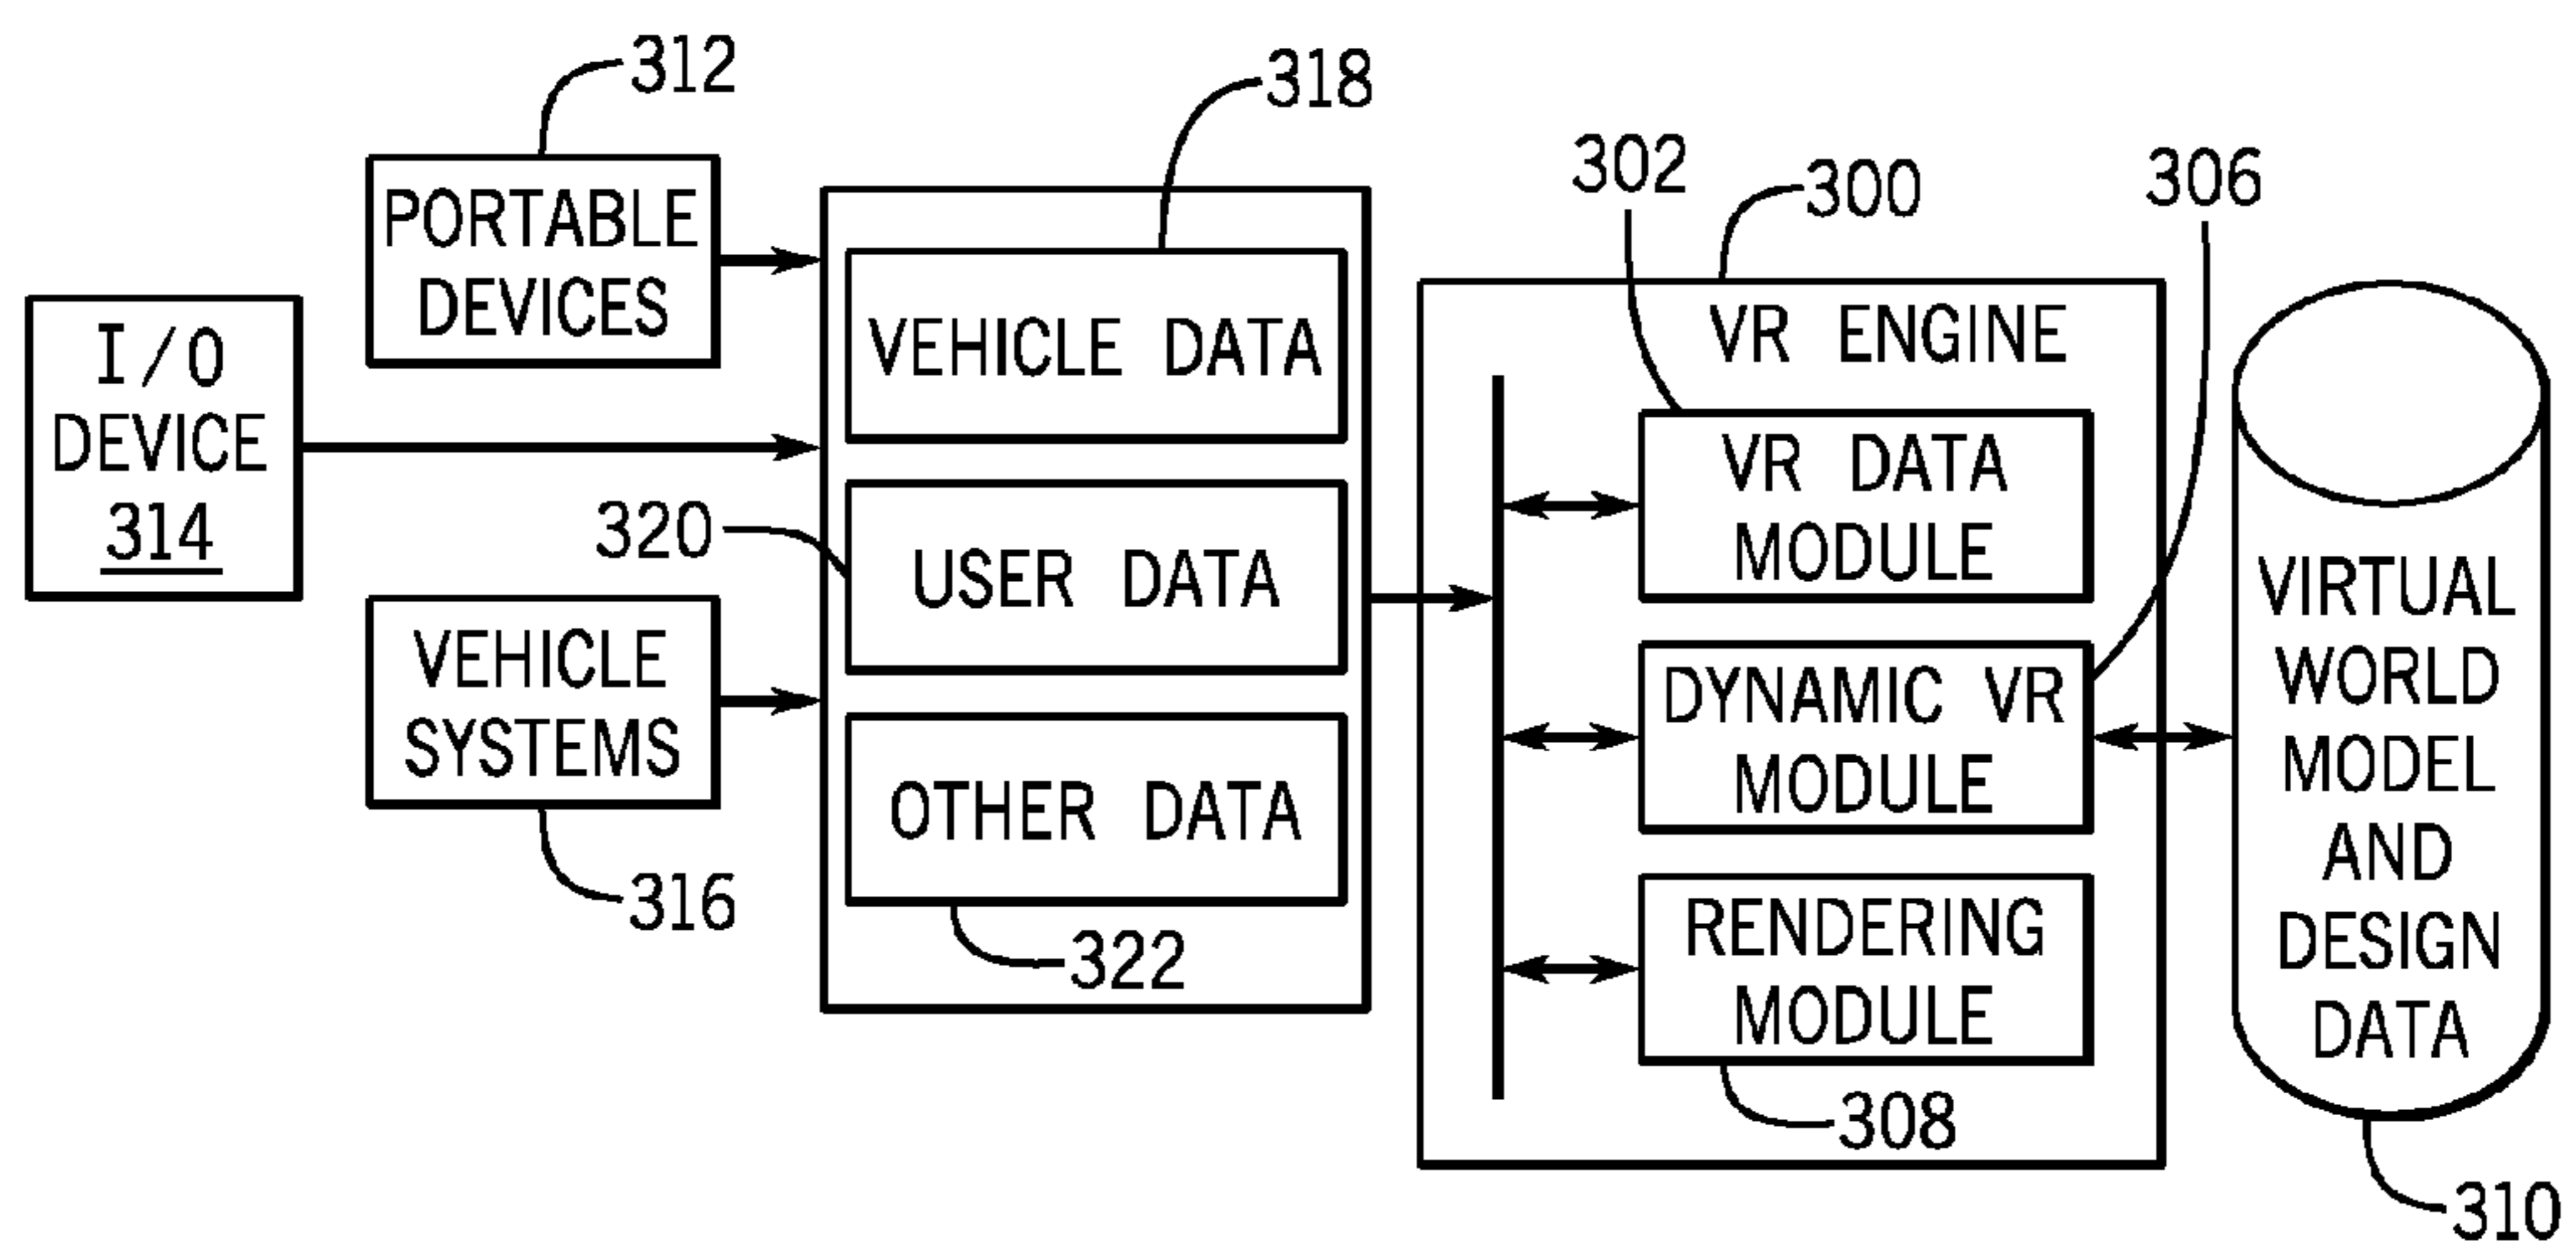 312
PORTABLE
DEVICES
I/O
DEVICE
314
VEHICLE
SYSTEMS
316
318
VEHICLE DATA
320
USER DATA
OTHER DATA
322
300
VR ENGINE
302
VR DATA
MODULE
306
DYNAMIC VR
MODULE
RENDERING
MODULE
308
VIRTUAL
WORLD
MODEL
AND
DESIGN
DATA
310